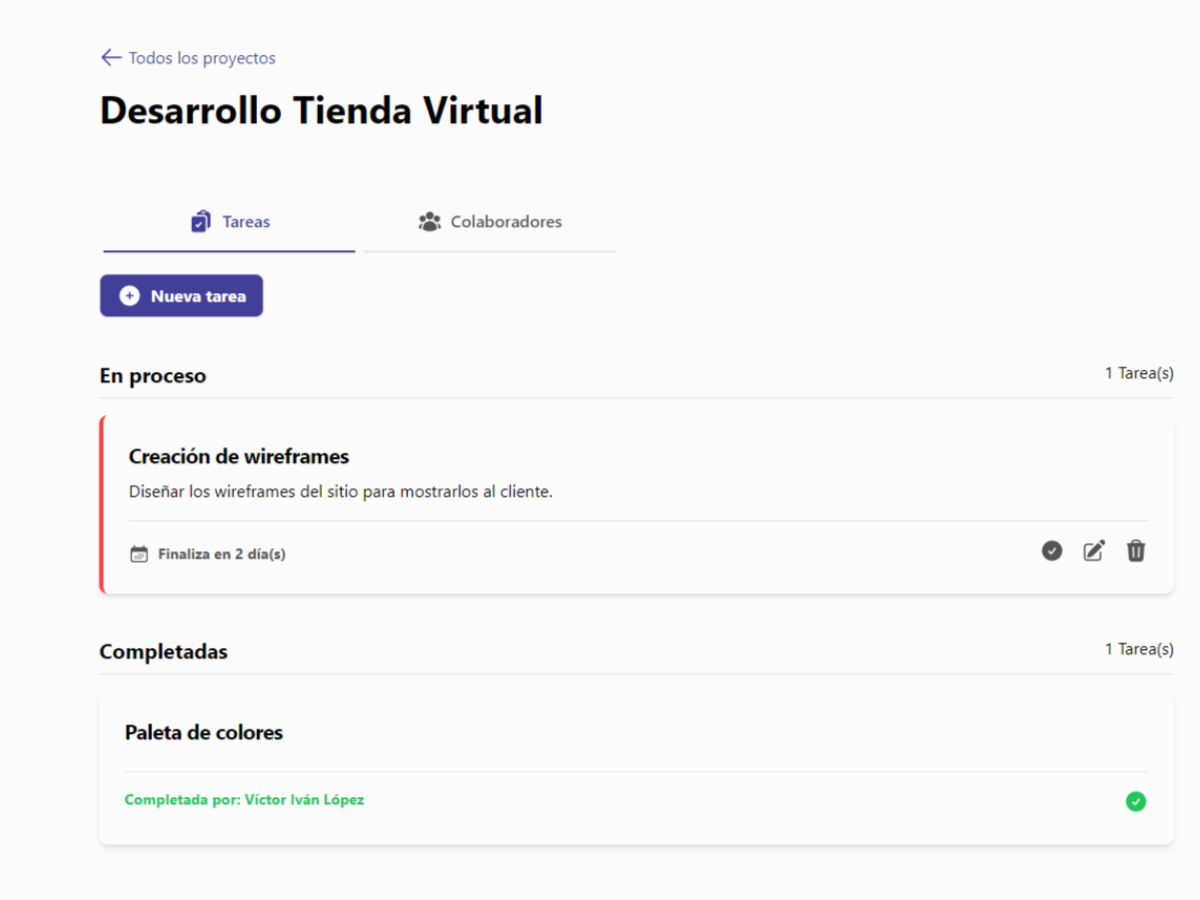 Todos los proyectos
Desarrollo Tienda Virtual
Tareas
Colaboradores
Nueva tarea
En proceso
1 Tarea(s)
Creación de wireframes
Diseñar los wireframes del sitio para mostrarlos al cliente.
Finaliza en 2 día(s)
Completadas
1 Tarea(s)
Paleta de colores
Completada por: Víctor Iván López